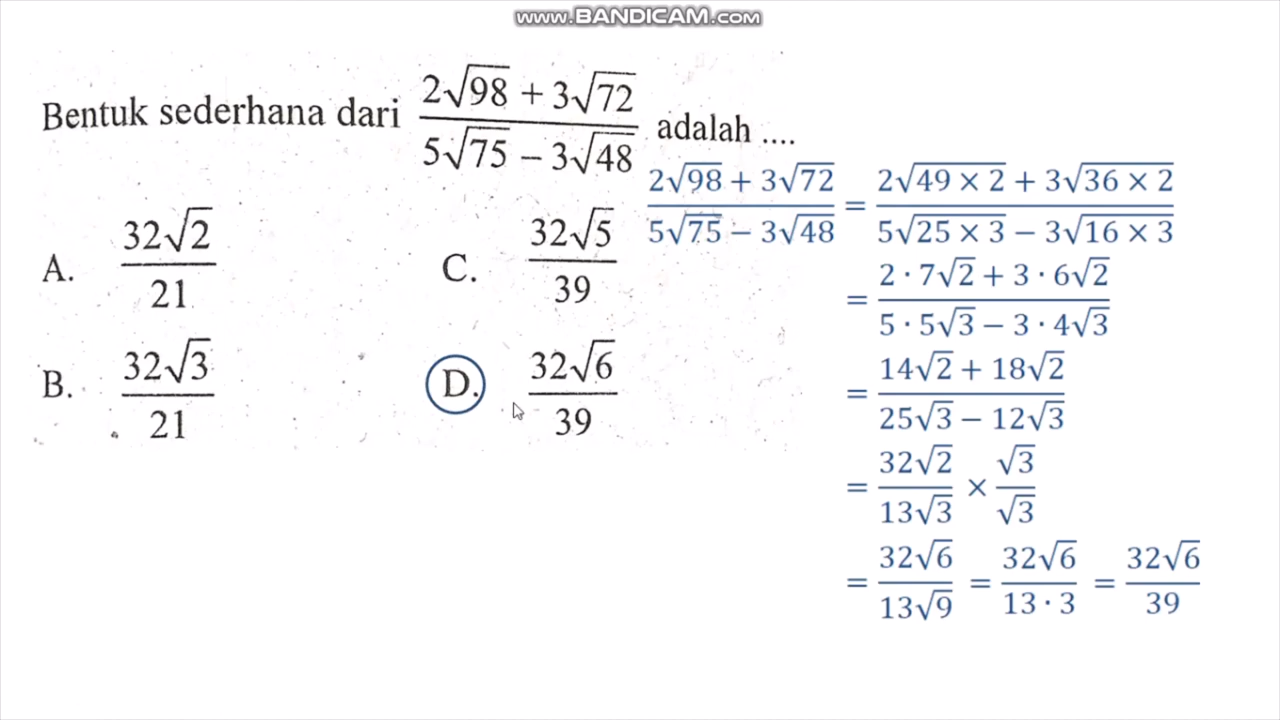 www.BANDICAM.com
Bentuk sederhana dari (2√98 + 3√72)/(5√75 − 3√48) adalah ....
A. 32√2/21
B. 32√3/21
C. 32√5/39
D. 32√6/39
(2√98 + 3√72)/(5√75 − 3√48) = (2√(49 × 2) + 3√(36 × 2))/(5√(25 × 3) − 3√(16 × 3))
= (2 · 7√2 + 3 · 6√2)/(5 · 5√3 − 3 · 4√3)
= (14√2 + 18√2)/(25√3 − 12√3)
= 32√2/13√3 × √3/√3
= 32√6/13√9 = 32√6/13 · 3 = 32√6/39